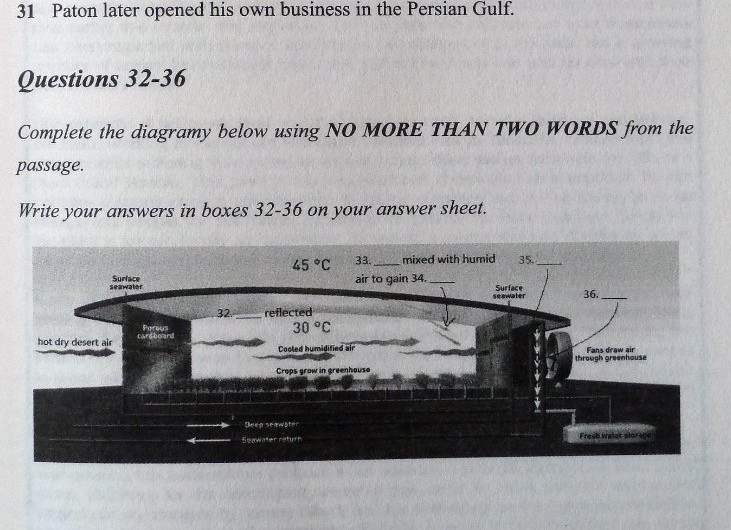 31 Paton later opened his own business in the Persian Gulf.
Questions 32-36
Complete the diagramy below using NO MORE THAN TWO WORDS from the
passage.
Write your answers in boxes 32-36 on your answer sheet.
45 °C
33. ____ mixed with humid
air to gain 34. ____
35. ____
Surface
seawater
Surface
seawater
36. ____
32. ____ reflected
30 °C
Porous
cardboard
hot dry desert air
Cooled humidified air
Fans draw air
through greenhouse
Crops grow in greenhouse
Deep seawater
Seawater return
Fresh water storage